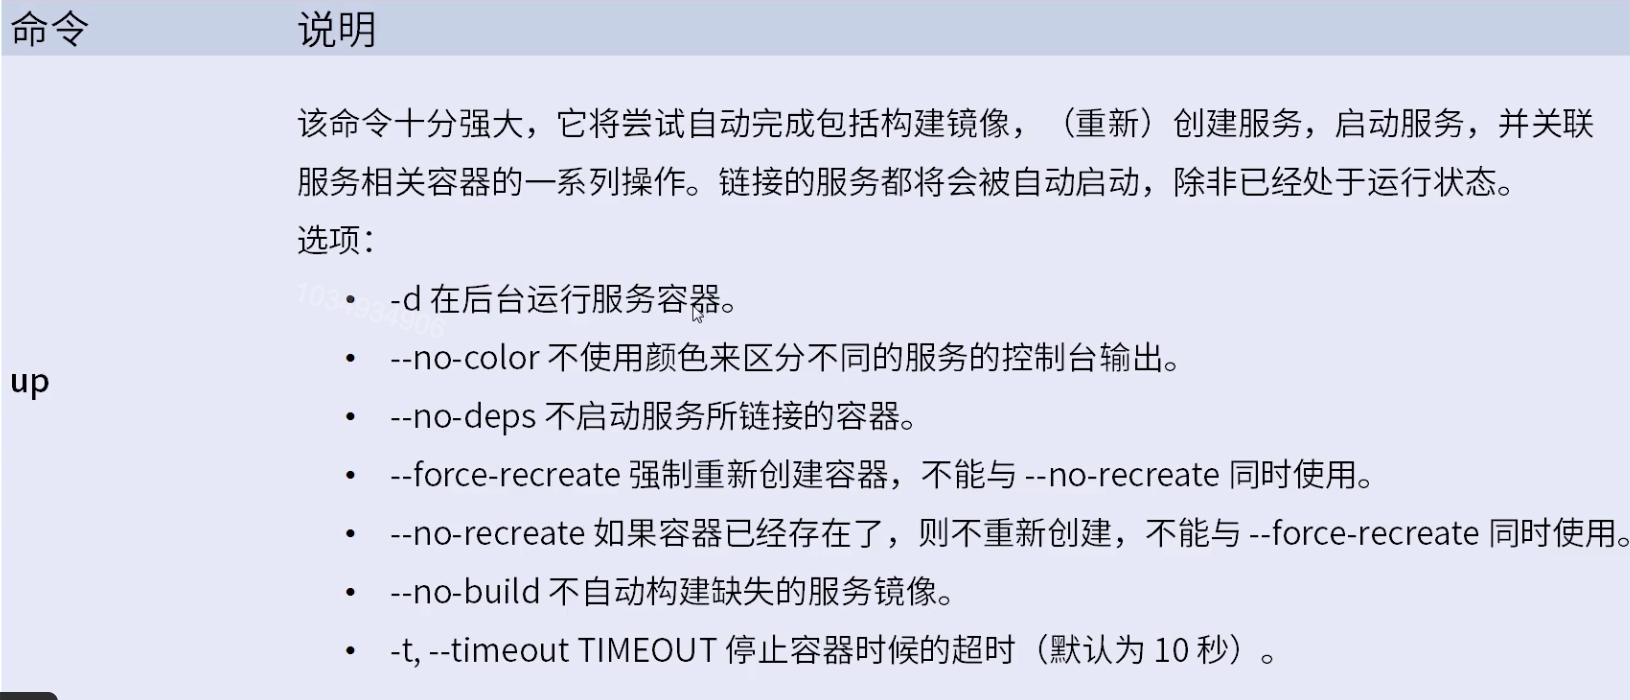 命令 说明
该命令十分强大，它将尝试自动完成包括构建镜像，（重新）创建服务，启动服务，并关联
服务相关容器的一系列操作。链接的服务都将会被自动启动，除非已经处于运行状态。
选项：
• -d 在后台运行服务容器。
• --no-color 不使用颜色来区分不同的服务的控制台输出。
up
• --no-deps 不启动服务所链接的容器。
• --force-recreate 强制重新创建容器，不能与 --no-recreate 同时使用。
• --no-recreate 如果容器已经存在了，则不重新创建，不能与 --force-recreate 同时使用。
• --no-build 不自动构建缺失的服务镜像。
• -t, --timeout TIMEOUT 停止容器时候的超时（默认为 10 秒）。